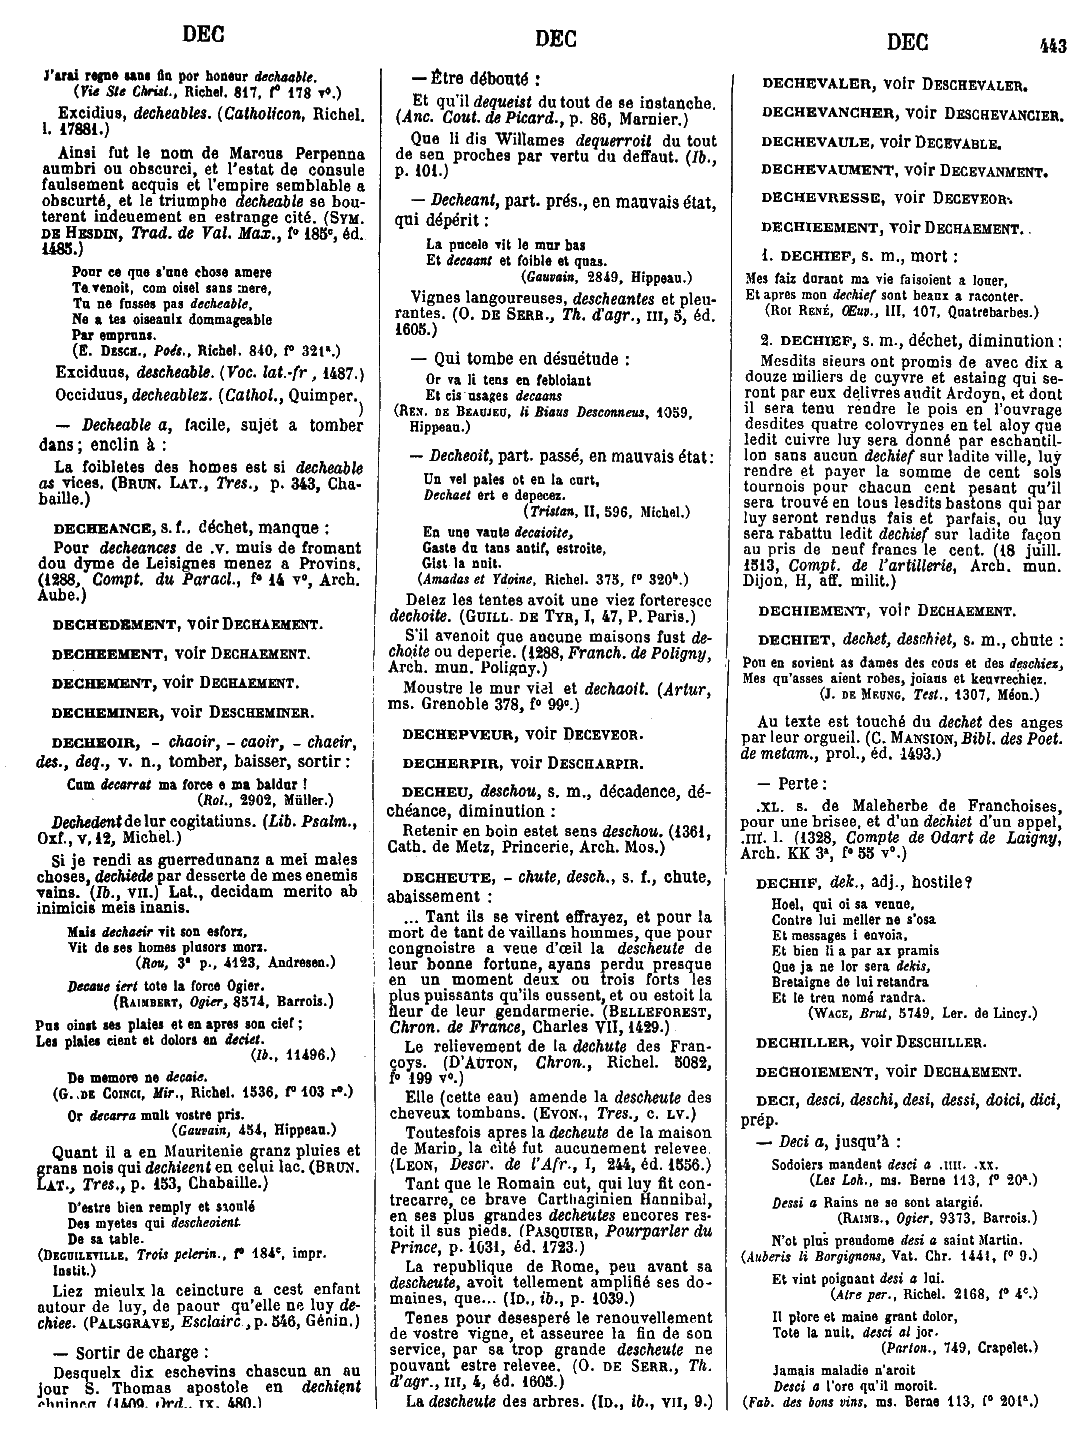 DEC
DEC
DEC
443
J'arai regne sans fin por honeur dechaable.
(Vie Ste Christ., Richel. 817, f° 178 v°.)
Excidius, decheables. (Catholicon, Richel.
l. 17881.)
Ainsi fut le nom de Marcus Perpenna
aumbri ou obscurci, et l'estat de consule
faulsement acquis et l'empire semblable a
obscurté, et le triumphe decheable se bou-
terent indeuement en estrange cité. (SYM.
DE HESDIN, Trad. de Val. Max., f° 185c, éd.
1485.)
Pour ce que s'une chose amere
Te venoit, com oisel sans mere,
Tu ne fusses pas decheable,
Ne a tes oiseaulx dommageable
Par empruns.
(E. DESCH., Poés., Richel. 840, f° 321a.)
Exciduus, descheable. (Voc. lat.-fr , 1487.)
Occiduus, decheablez. (Cathol., Quimper.
)
— Decheable a, facile, sujet a tomber
dans ; enclin à :
La foibletes des homes est si decheable
as vices. (BRUN. LAT., Tres., p. 343, Cha-
baille.)
DECHEANCE, s. f., déchet, manque :
Pour decheances de .v. muis de fromant
dou dyme de Leisignes menez a Provins.
(1288, Compt. du Paracl., f° 14 v°, Arch.
Aube.)
DECHEDEMENT, voir DECHAEMENT.
DECHEEMENT, voir DECHAEMENT.
DECHEMENT, voir DECHAEMENT.
DECHEMINER, voir DESCHEMINER.
DECHEOIR, - chaoir, - caoir, - chaeir,
des., deq., v. n., tomber, baisser, sortir :
Cum decarrat ma force e ma baldur !
(Rol., 2902, Müller.)
Dechedent de lur cogitatiuns. (Lib. Psalm.,
Oxf., v, 12, Michel.)
Si je rendi as guerredunanz a mei males
choses, dechiede par desserte de mes enemis
vains. (Ib., VII.) Lat., decidam merito ab
inimicis meis inanis.
Mais dechaeir vit son esforz,
Vit de ses homes plusors morz.
(Rou, 3e p., 4123, Andresen.)
Decaue iert tote la force Ogier.
(RAIMBERT, Ogier, 8574, Barrois.)
Pus oinst ses plaies et en apres son cief ;
Les plaies cient et dolors en deciet.
(Ib., 11496.)
De memore ne decaie.
(G. DE COINCI, Mir., Richel. 1536, f° 103 r°.)
Or decarra mult vostre pris.
(Gauvain, 454, Hippeau.)
Quant il a en Mauritenie granz pluies et
grans nois qui dechieent en celui lac. (BRUN.
LAT., Tres., p. 153, Chabaille.)
D'estre bien remply et saoulé
Des myetes qui descheoient
De sa table.
(DEGUILEVILLE, Trois pelerin., f° 184c, impr.
Instit.)
Liez mieulx la ceincture a cest enfant
autour de luy, de paour qu'elle ne luy de-
chiee. (PALSGRAVE, Esclairc., p. 546, Génin.)
— Sortir de charge :
Desquelx dix eschevins chascun an au
jour S. Thomas apostole en dechient
(1409, Ord., IX, 480.)
— Être débouté :
Et qu'il dequeist du tout de se instanche.
(Anc. Cout. de Picard., p. 86, Marnier.)
Que li dis Willames dequerroit du tout
de sen proches par vertu du deffaut. (Ib.,
p. 101.)
— Decheant, part. prés., en mauvais état,
qui dépérit :
La pucele vit le mur bas
Et decaant et foible et quas.
(Gauvain, 2849, Hippeau.)
Vignes langoureuses, descheantes et pleu-
rantes. (O. DE SERR., Th. d'agr., III, 5, éd.
1605.)
— Qui tombe en désuétude :
Or va li tens en febloiant
Et cis usages decaans
(REN. DE BEAUJEU, li Biaus Desconneus, 1059,
Hippeau.)
— Decheoit, part. passé, en mauvais état :
Un vel pales ot en la curt,
Dechaet ert e depecez.
(Tristan, II, 596, Michel.)
En une vante decaioite,
Gaste du tans antif, estroite,
Gist la nuit.
(Amadas et Ydoine, Richel. 375, f° 320b.)
Delez les tentes avoit une viez forteresce
dechoite. (GUILL. DE TYR, I, 47, P. Paris.)
S'il avenoit que aucune maisons fust de-
choite ou deperie. (1288, Franch. de Poligny,
Arch. mun. Poligny.)
Moustre le mur viel et dechaoit. (Artur,
ms. Grenoble 378, f° 99c.)
DECHEPVEUR, voir DECEVEOR.
DECHERPIR, voir DESCHARPIR.
DECHEU, deschou, s. m., décadence, dé-
chéance, diminution :
Retenir en boin estet sens deschou. (1361,
Cath. de Metz, Princerie, Arch. Mos.)
DECHEUTE, - chute, desch., s. f., chute,
abaissement :
... Tant ils se virent effrayez, et pour la
mort de tant de vaillans hommes, que pour
congnoistre a veue d'œil la descheute de
leur bonne fortune, ayans perdu presque
en un moment deux ou trois forts les
plus puissants qu'ils eussent, et ou estoit la
fleur de leur gendarmerie. (BELLEFOREST,
Chron. de France, Charles VII, 1429.)
Le relievement de la dechute des Fran-
çoys. (D'AUTON, Chron., Richel. 5082,
f° 199 v°.)
Elle (cette eau) amende la descheute des
cheveux tombans. (EVON., Tres., c. LV.)
Toutesfois apres la decheute de la maison
de Marin, la cité fut aucunement relevee.
(LEON, Descr. de l'Afr., I, 244, éd. 1556.)
Tant que le Romain eut, qui luy fit con-
trecarre, ce brave Carthaginien Hannibal,
en ses plus grandes decheutes encores res-
toit il sus pieds. (PASQUIER, Pourparler du
Prince, p. 1031, éd. 1723.)
La republique de Rome, peu avant sa
descheute, avoit tellement amplifié ses do-
maines, que... (ID., ib., p. 1039.)
Tenes pour desesperé le renouvellement
de vostre vigne, et asseuree la fin de son
service, par sa trop grande descheute ne
pouvant estre relevee. (O. DE SERR., Th.
d'agr., III, 4, éd. 1605.)
La descheute des arbres. (ID., ib., VII, 9.)
DECHEVALER, voir DESCHEVALER.
DECHEVANCHER, voir DESCHEVANCIER.
DECHEVAULE, voir DECEVABLE.
DECHEVAUMENT, voir DECEVANMENT.
DECHEVRESSE, voir DECEVEOR.
DECHIEEMENT, voir DECHAEMENT.
1. DECHIEF, s. m., mort :
Mes faiz durant ma vie faisoient a louer,
Et apres mon dechief sont beaux a raconter.
(ROI RENÉ, Œuv., III, 107, Quatrebarbes.)
2. DECHIEF, s. m., déchet, diminution :
Mesdits sieurs ont promis de avec dix a
douze miliers de cuyvre et estaing qui se-
ront par eux delivres audit Ardoyn, et dont
il sera tenu rendre le pois en l'ouvrage
desdites quatre colovrynes en tel aloy que
ledit cuivre luy sera donné par eschantil-
lon sans aucun dechief sur ladite ville, luy
rendre et payer la somme de cent sols
tournois pour chacun cent pesant qu'il
sera trouvé en tous lesdits bastons qui par
luy seront rendus fais et parfais, ou luy
sera rabattu ledit dechief sur ladite façon
au pris de neuf francs le cent. (18 juill.
1513, Compt. de l'artillerie, Arch. mun.
Dijon, H, aff. milit.)
DECHIEMENT, voir DECHAEMENT.
DECHIET, dechet, deschiet, s. m., chute :
Pou en sovient as dames des cous et des deschiez,
Mes qu'asses aient robes, joiaus et keuvrechiez.
(J. DE MEUNG, Test., 1307, Méon.)
Au texte est touché du dechet des anges
par leur orgueil. (C. MANSION, Bibl. des Poet.
de metam., prol., éd. 1493.)
— Perte :
.XL. s. de Maleherbe de Franchoises,
pour une brisee, et d'un dechiet d'un appel,
.III. l. (1328, Compte de Odart de Laigny,
Arch. KK 3a, f° 55 v°.)
DECHIF, dek., adj., hostile ?
Hoel, qui oi sa venue,
Contre lui meller ne s'osa
Et messages i envoia,
Et bien li a par ax pramis
Que ja ne lor sera dekis,
Bretaigne de lui retandra
Et le treu nomé randra.
(WACE, Brut, 5749, Ler. de Lincy.)
DECHILLER, voir DESCHILLER.
DECHOIEMENT, voir DECHAEMENT.
DECI, desci, deschi, desi, dessi, doici, dici,
prép.
— Deci a, jusqu'à :
Sodoiers mandent desci a .IIII. .XX.
(Les Loh., ms. Berne 113, f° 20a.)
Dessi a Rains ne se sont atargié.
(RAIMB., Ogier, 9373, Barrois.)
N'ot plus preudome desi a saint Martin.
(Auberis li Borgignons, Vat. Chr. 1441, f° 9.)
Et vint poignant desi a lui.
(Atre per., Richel. 2168, f° 4c.)
Il plore et maine grant dolor,
Tote la nuit, desci al jor.
(Parton., 749, Crapelet.)
Jamais maladie n'aroit
Desci a l'ore qu'il moroit.
(Fab. des bons vins, ms. Berne 113, f° 201a.)